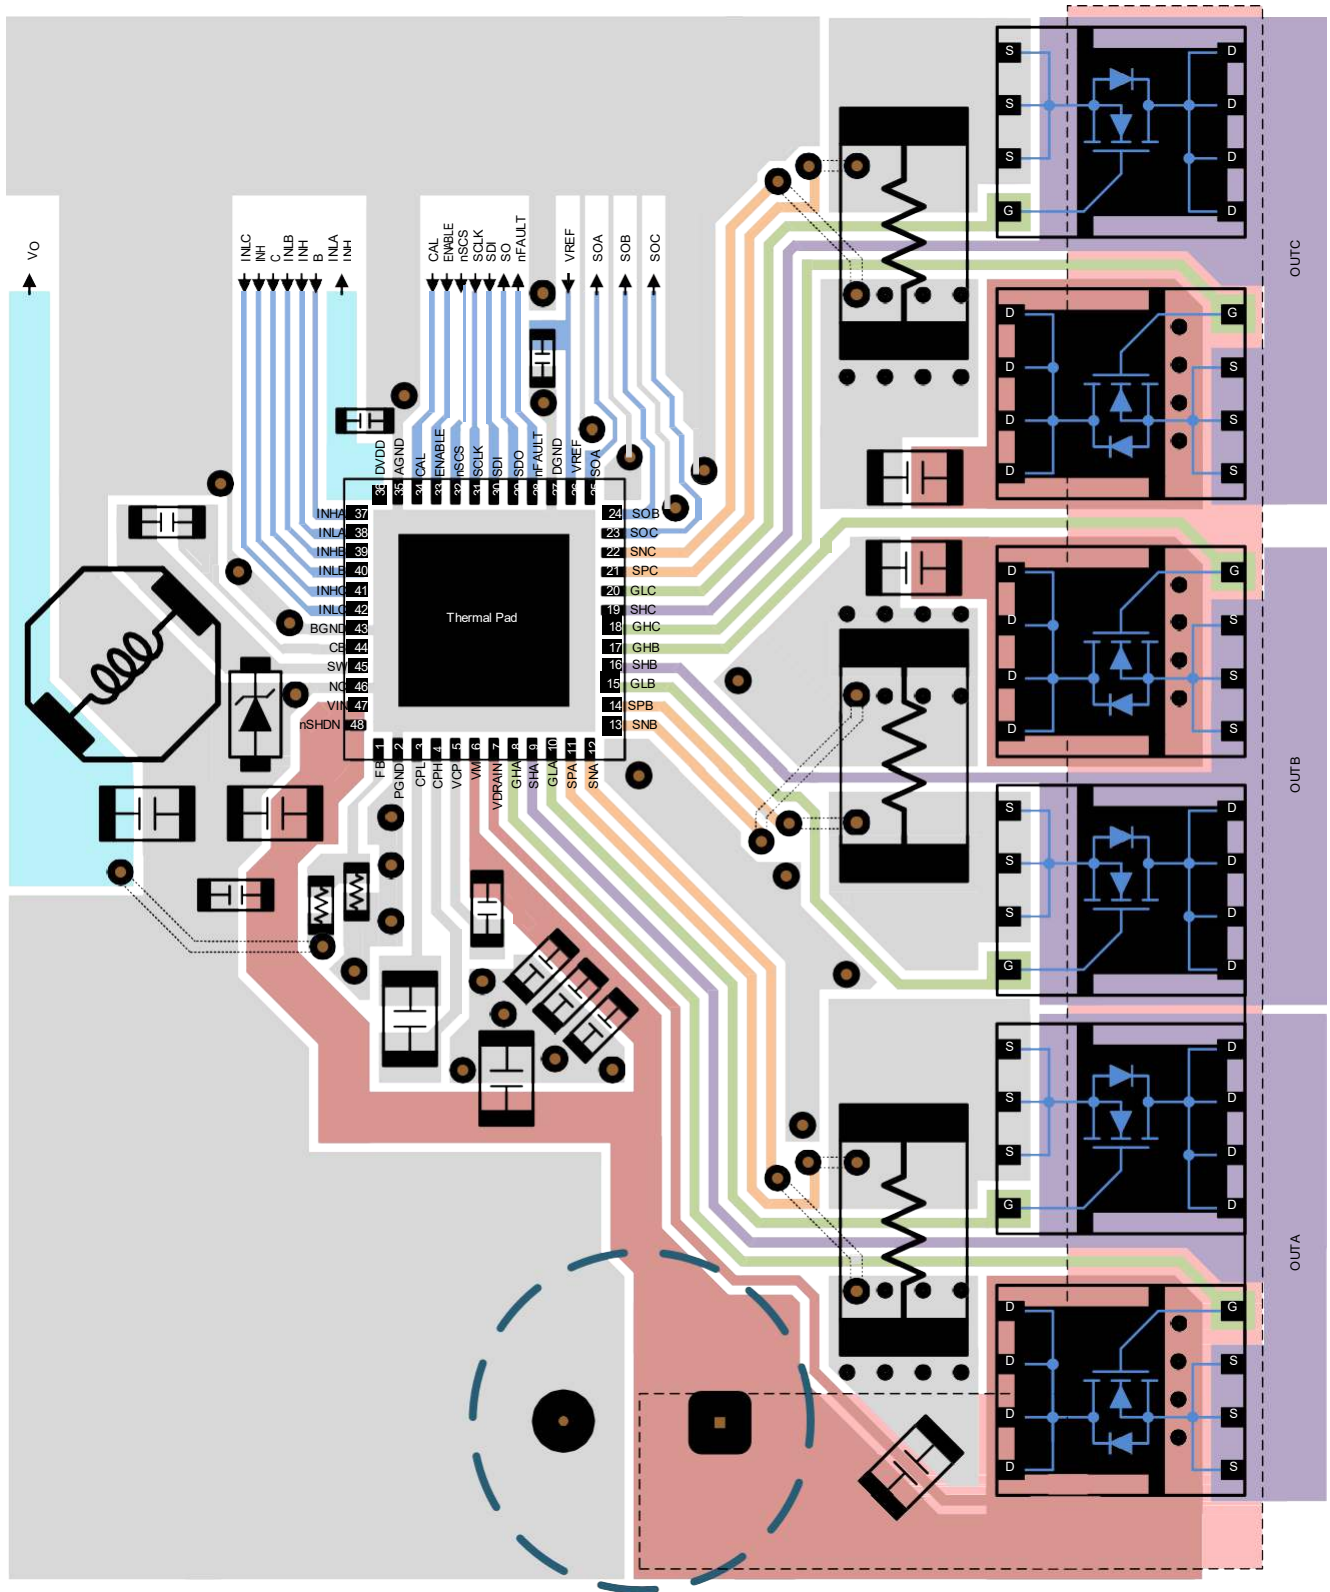 VO
INLC
INH
C
INLB
INH
B
INLA
INH
CAL
ENABLE
nSCS
SCLK
SDI
SO
nFAULT
VREF
SOA
SOB
SOC
DVDD
AGND
CAL
ENABLE
nSCS
SCLK
SDI
SDO
nFAULT
DGND
VREF
SOA
36
35
34
33
32
31
30
29
28
27
26
25
INHA 37
INLA 38
INHB 39
INLB 40
INHC 41
INLC 42
BGND 43
CB 44
SW 45
NC 46
VIN 47
nSHDN 48
Thermal Pad
24 SOB
23 SOC
22 SNC
21 SPC
20 GLC
19 SHC
18 GHC
17 GHB
16 SHB
15 GLB
14 SPB
13 SNB
1
2
3
4
5
6
7
8
9
10
11
12
FB
PGND
CPL
CPH
VCP
VM
VDRAIN
GHA
SHA
GLA
SPA
SNA
S D
S D
S D
G D
OUTC
D G
D S
D S
D S
D G
D S
D S
D S
OUTB
S D
S D
S D
G D
S D
S D
S D
G D
OUTA
D G
D S
D S
D S